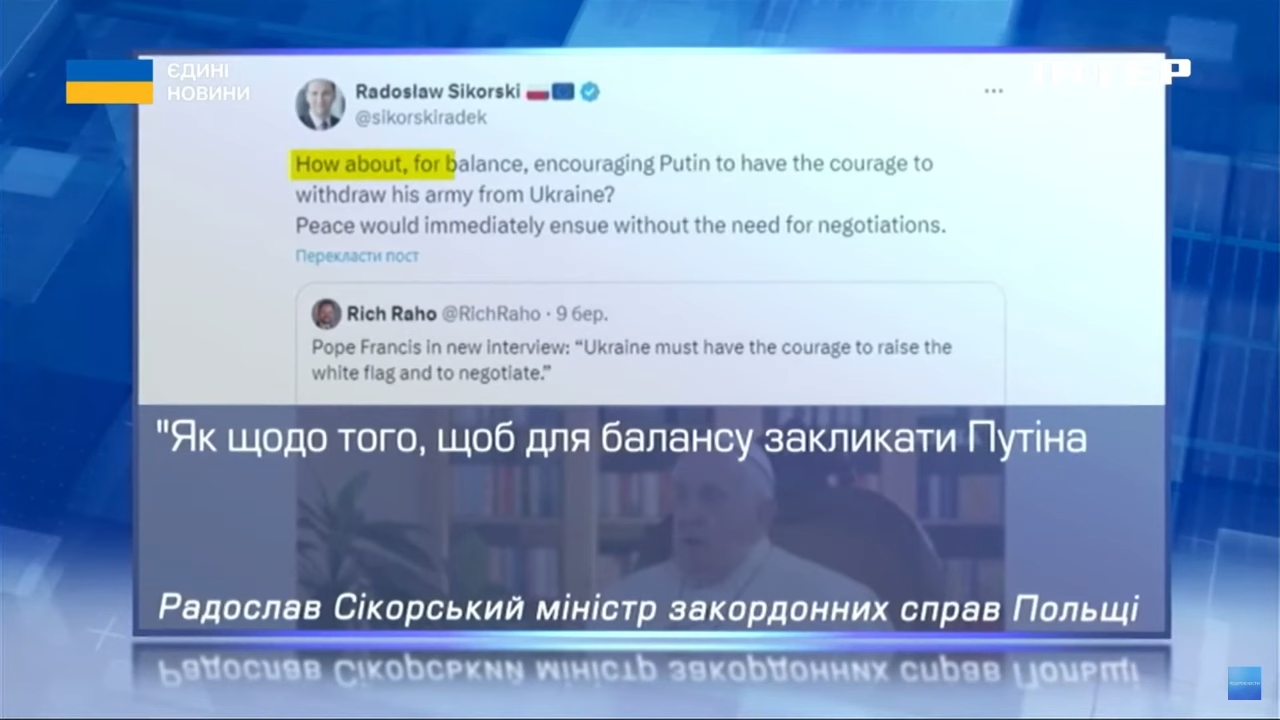 ЄДИНІ
НОВИНИ
ІНТЕР
Radosław Sikorski
@sikorskiradek
How about, for balance, encouraging Putin to have the courage to
withdraw his army from Ukraine?
Peace would immediately ensue without the need for negotiations.
Перекласти пост
Rich Raho @RichRaho · 9 бер.
Pope Francis in new interview: “Ukraine must have the courage to raise the
white flag and to negotiate.”
"Як щодо того, щоб для балансу закликати Путіна
Радослав Сікорський міністр закордонних справ Польщі